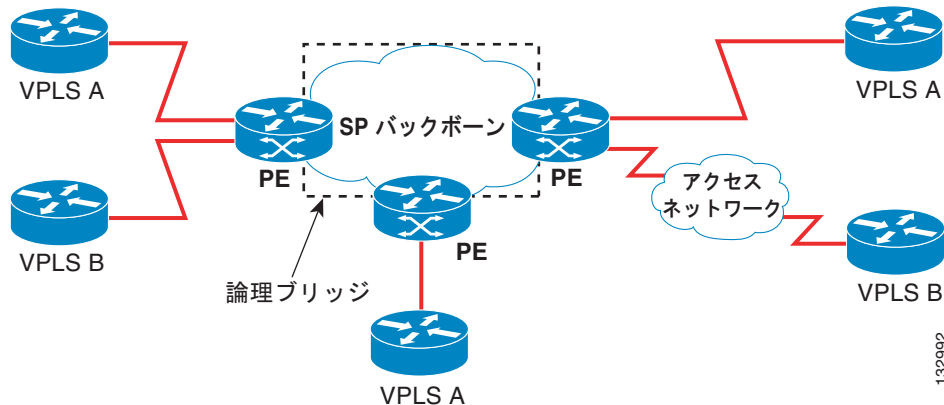 VPLS A
VPLS A
SP バックボーン
PE
PE
アクセス
ネットワーク
VPLS B
PE
論理ブリッジ
VPLS B
VPLS A
132992